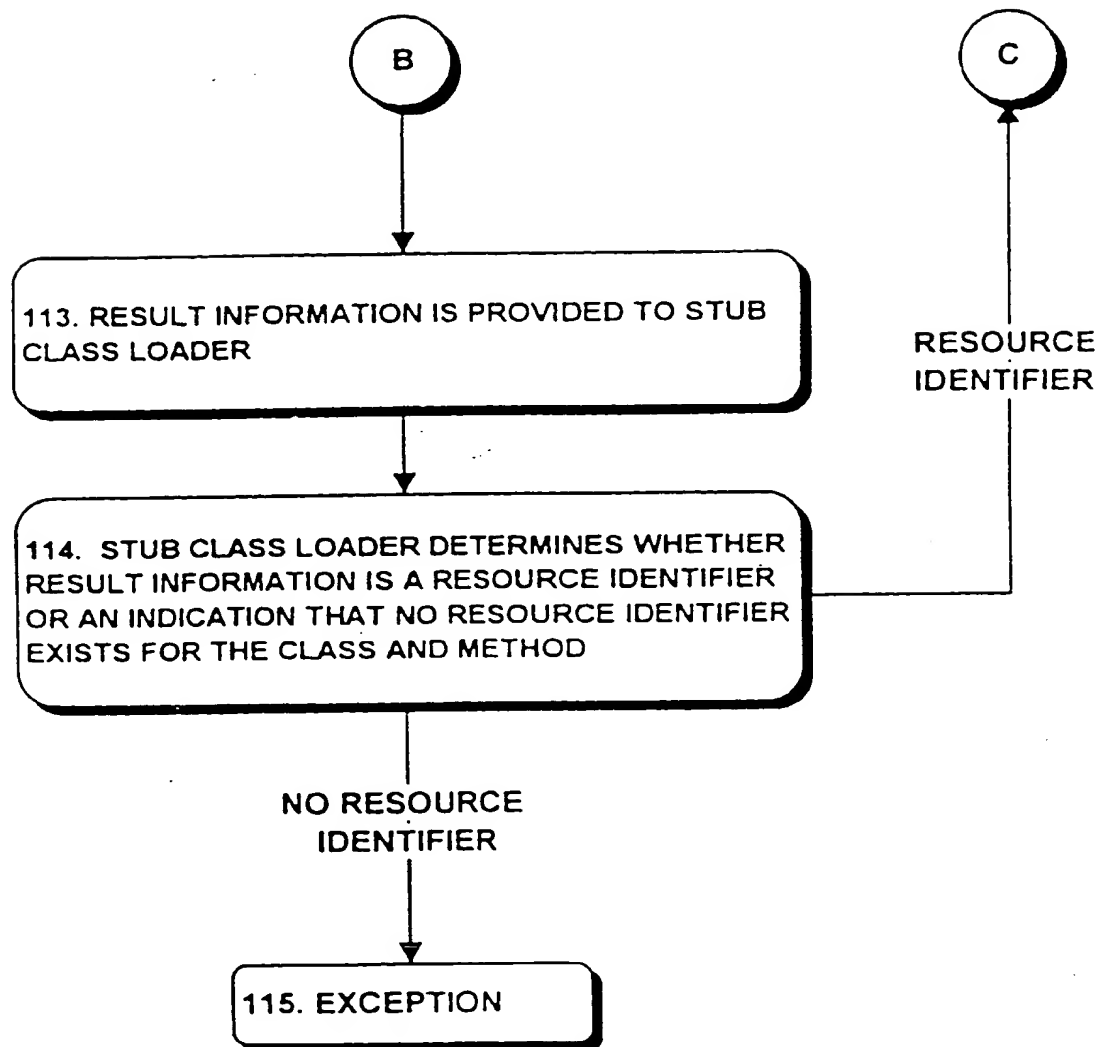 B
C
113. RESULT INFORMATION IS PROVIDED TO STUB
CLASS LOADER
RESOURCE
IDENTIFIER
114. STUB CLASS LOADER DETERMINES WHETHER
RESULT INFORMATION IS A RESOURCE IDENTIFIER
OR AN INDICATION THAT NO RESOURCE IDENTIFIER
EXISTS FOR THE CLASS AND METHOD
NO RESOURCE
IDENTIFIER
115. EXCEPTION